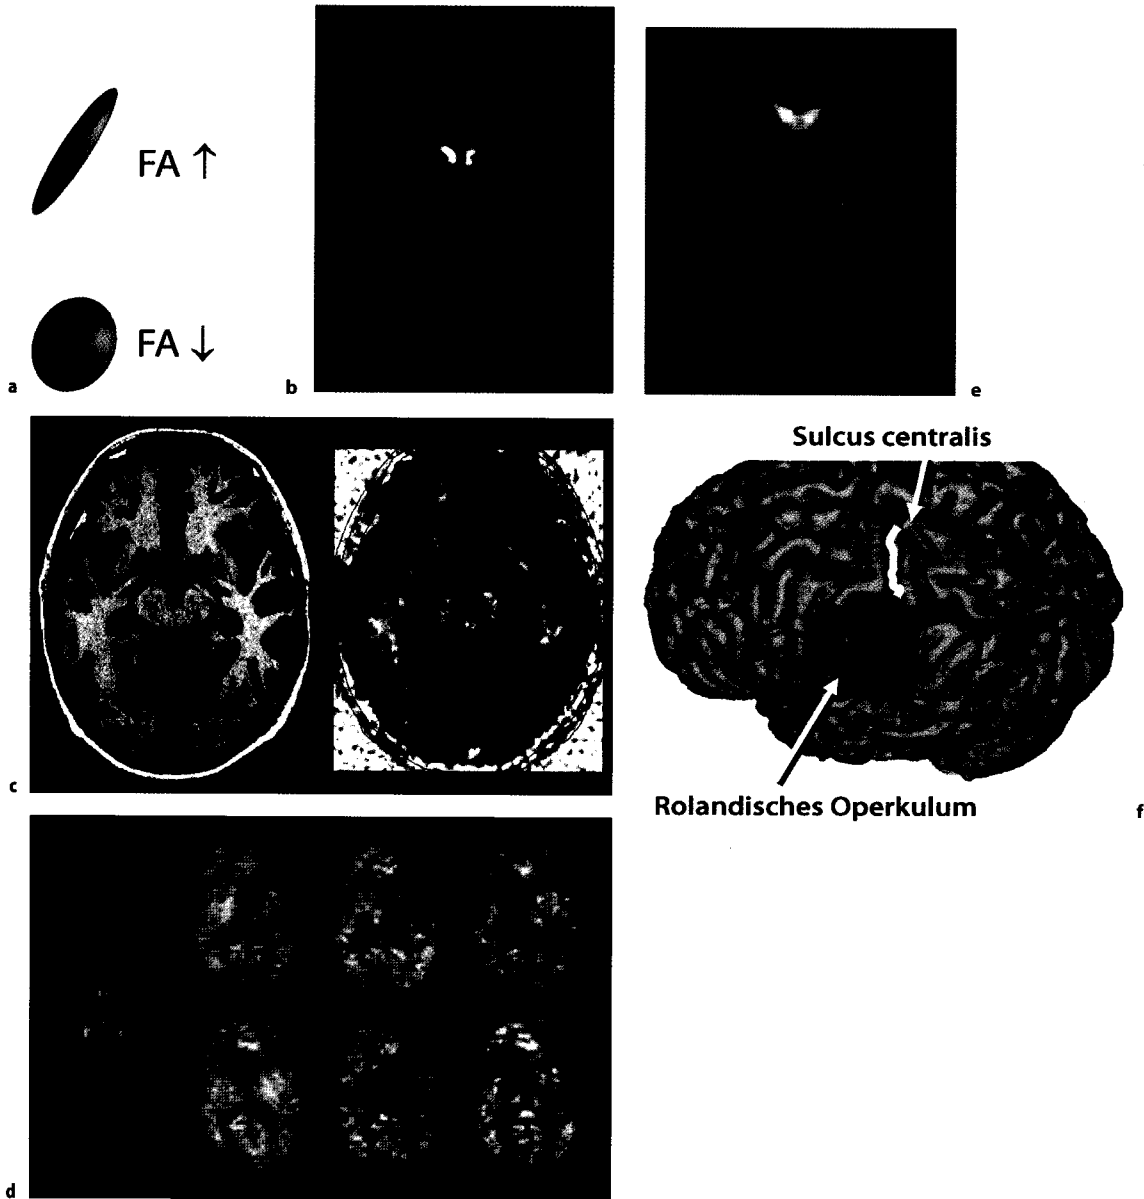 FA ↑
FA ↓
a
b
e
Sulcus centralis
c
Rolandisches Operkulum
f
d